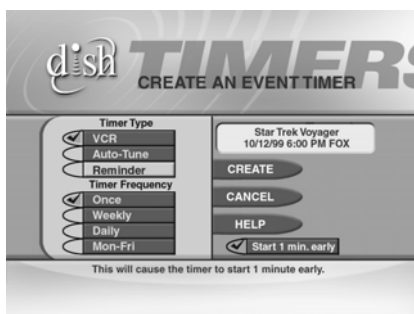 dish
TIMERS
CREATE AN EVENT TIMER
Timer Type
VCR
Auto-Tune
Reminder
Timer Frequency
Once
Weekly
Daily
Mon-Fri
Star Trek Voyager
10/12/99 6:00 PM FOX
CREATE
CANCEL
HELP
Start 1 min. early
This will cause the timer to start 1 minute early.